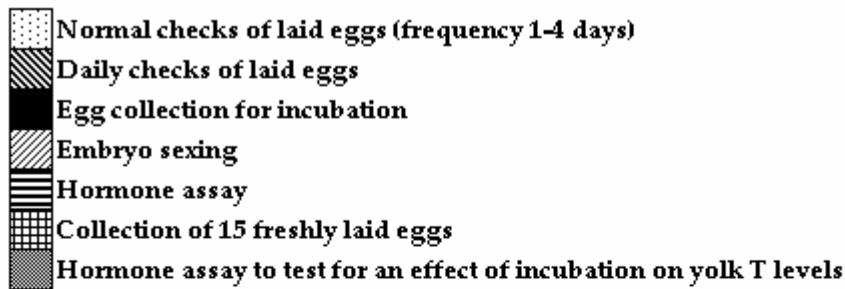 Normal checks of laid eggs (frequency 1-4 days)
Daily checks of laid eggs
Egg collection for incubation
Embryo sexing
Hormone assay
Collection of 15 freshly laid eggs
Hormone assay to test for an effect of incubation on yolk T levels